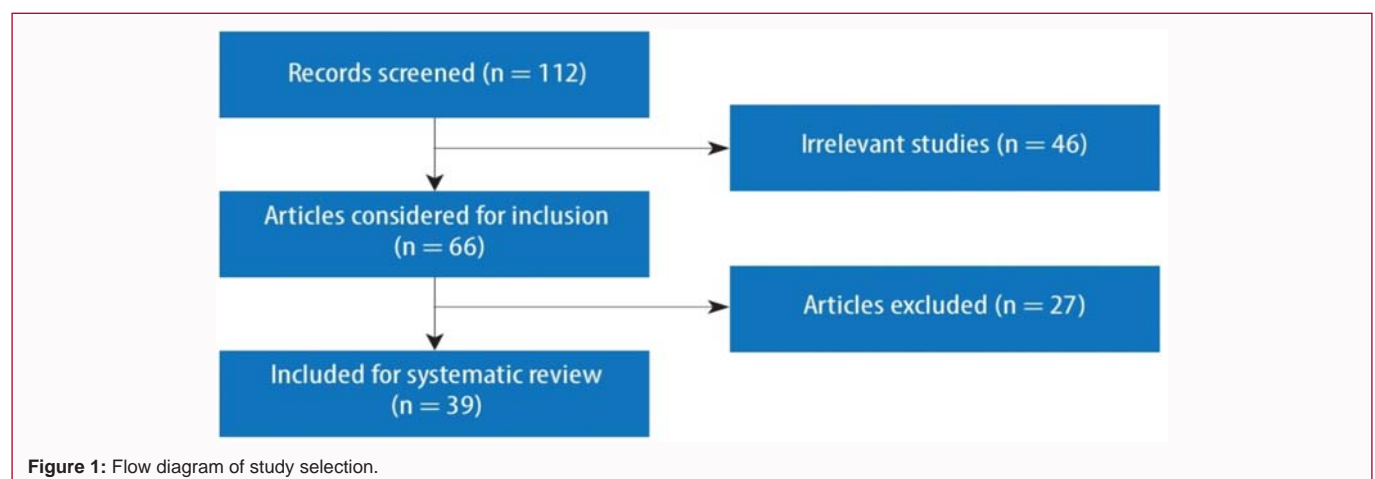 Records screened (n = 112)
Irrelevant studies (n = 46)
Articles considered for inclusion
(n = 66)
Articles excluded (n = 27)
Included for systematic review
(n = 39)
Figure 1: Flow diagram of study selection.